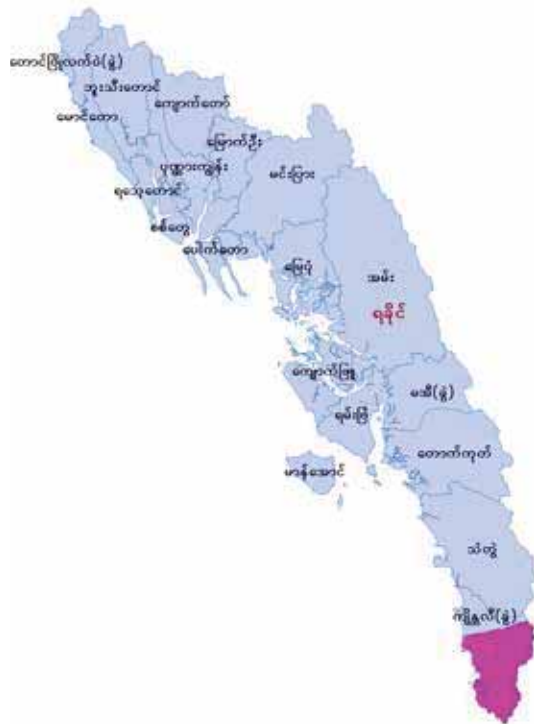 တောင်ပြိုလက်ဝဲ(ခွဲ)
ဘူးသီးတောင်
ကျောက်တော်
မောင်တော
မြောက်ဦး
ပုဏ္ဏားကျွန်း
မင်းပြား
ရသေ့တောင်
စစ်တွေ
ပေါက်တော
မြေပုံ
အမ်း
ရခိုင်
ကျောက်ဖြူ
မအီ(ခွဲ)
ရမ်းဗြဲ
တောက်ကုတ်
မာန်အောင်
သံတွဲ
ကျိန္တလီ(ခွဲ)